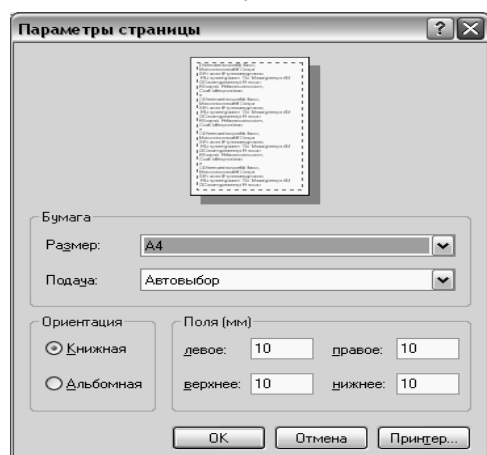 Параметры страницы
Бумага
Размер: A4
Подача: Автовыбор
Ориентация
Книжная
Альбомная
Поля (мм)
левое: 10 правое: 10
верхнее: 10 нижнее: 10
OK Отмена Принтер...